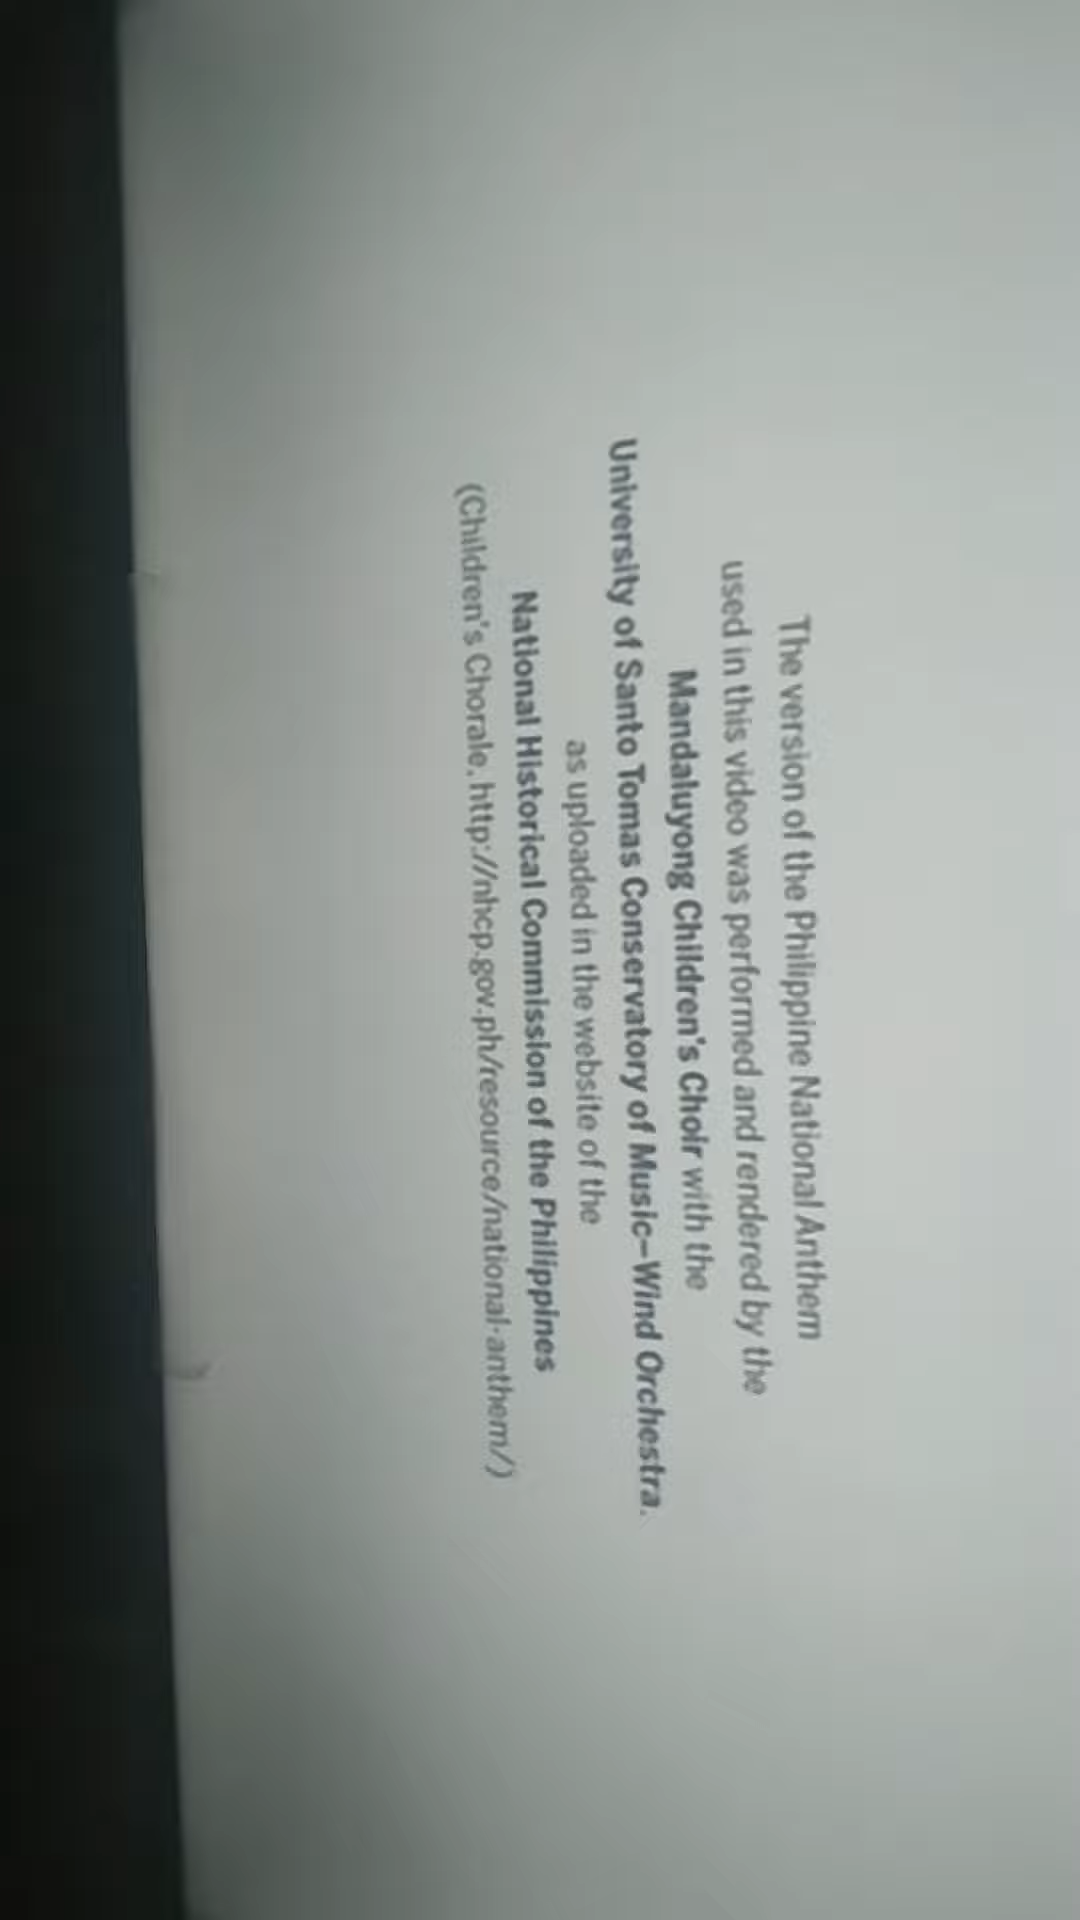 The version of the Philippine National Anthem
used in this video was performed and rendered by the
Mandaluyong Children's Choir with the
University of Santo Tomas Conservatory of Music–Wind Orchestra.
as uploaded in the website of the
National Historical Commission of the Philippines
(Children's Chorale, http://nhcp.gov.ph/resource/national-anthem/)